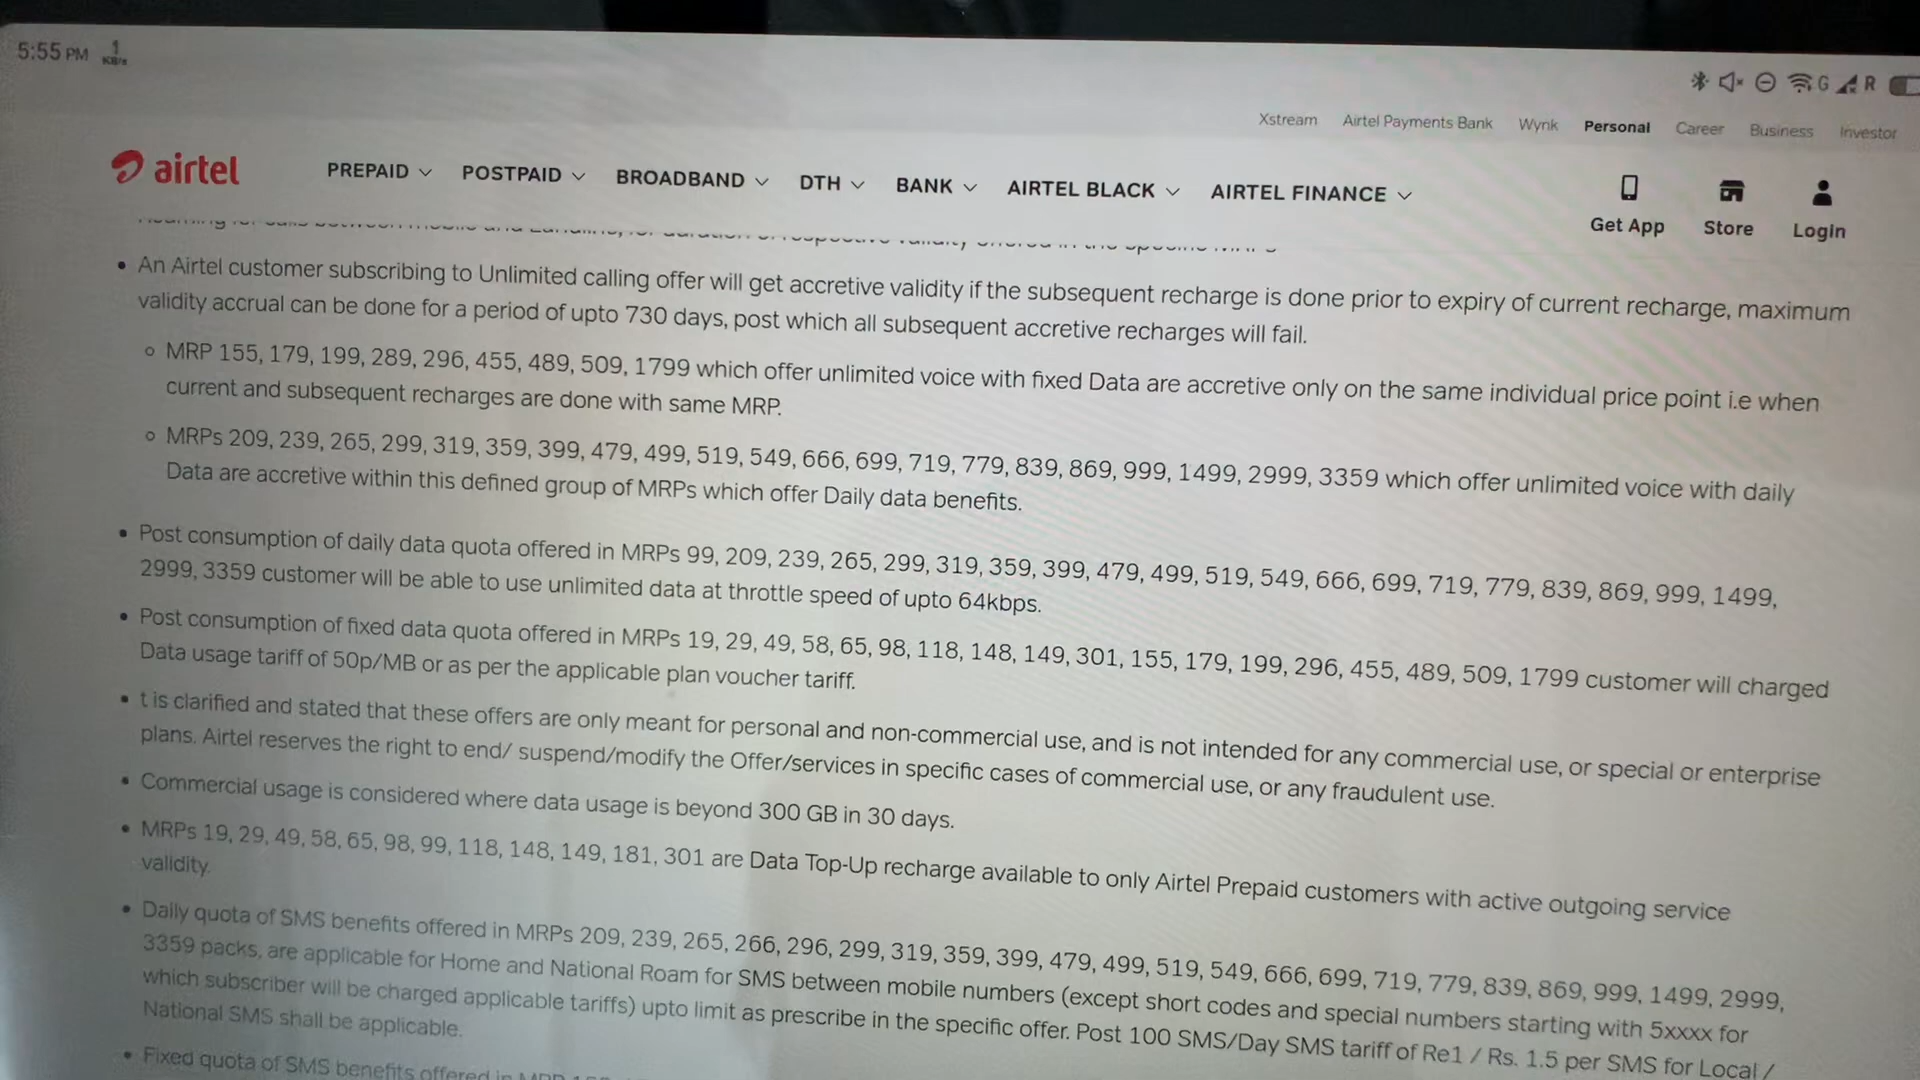 5:55 PM 1 KB/s
G R
Xstream Airtel Payments Bank Wynk Personal Career Business Investor
airtel PREPAID POSTPAID BROADBAND DTH BANK AIRTEL BLACK AIRTEL FINANCE Get App Store Login
• An Airtel customer subscribing to Unlimited calling offer will get accretive validity if the subsequent recharge is done prior to expiry of current recharge, maximum
validity accrual can be done for a period of upto 730 days, post which all subsequent accretive recharges will fail.
MRP 155, 179, 199, 289, 296, 455, 489, 509, 1799 which offer unlimited voice with fixed Data are accretive only on the same individual price point i.e when
current and subsequent recharges are done with same MRP.
MRPs 209, 239, 265, 299, 319, 359, 399, 479, 499, 519, 549, 666, 699, 719, 779, 839, 869, 999, 1499, 2999, 3359 which offer unlimited voice with daily
Data are accretive within this defined group of MRPs which offer Daily data benefits.
• Post consumption of daily data quota offered in MRPs 99, 209, 239, 265, 299, 319, 359, 399, 479, 499, 519, 549, 666, 699, 719, 779, 839, 869, 999, 1499,
2999, 3359 customer will be able to use unlimited data at throttle speed of upto 64kbps.
• Post consumption of fixed data quota offered in MRPs 19, 29, 49, 58, 65, 98, 118, 148, 149, 301, 155, 179, 199, 296, 455, 489, 509, 1799 customer will charged
Data usage tariff of 50p/MB or as per the applicable plan voucher tariff.
• t is clarified and stated that these offers are only meant for personal and non-commercial use, and is not intended for any commercial use, or special or enterprise
plans. Airtel reserves the right to end/ suspend/modify the Offer/services in specific cases of commercial use, or any fraudulent use.
• Commercial usage is considered where data usage is beyond 300 GB in 30 days.
• MRPs 19, 29, 49, 58, 65, 98, 99, 118, 148, 149, 181, 301 are Data Top-Up recharge available to only Airtel Prepaid customers with active outgoing service
validity.
• Daily quota of SMS benefits offered in MRPs 209, 239, 265, 266, 296, 299, 319, 359, 399, 479, 499, 519, 549, 666, 699, 719, 779, 839, 869, 999, 1499, 2999,
3359 packs, are applicable for Home and National Roam for SMS between mobile numbers (except short codes and special numbers starting with 5xxxx for
which subscriber will be charged applicable tariffs) upto limit as prescribe in the specific offer. Post 100 SMS/Day SMS tariff of Re1 / Rs. 1.5 per SMS for Local /
National SMS shall be applicable.
• Fixed quota of SMS benefits offered in